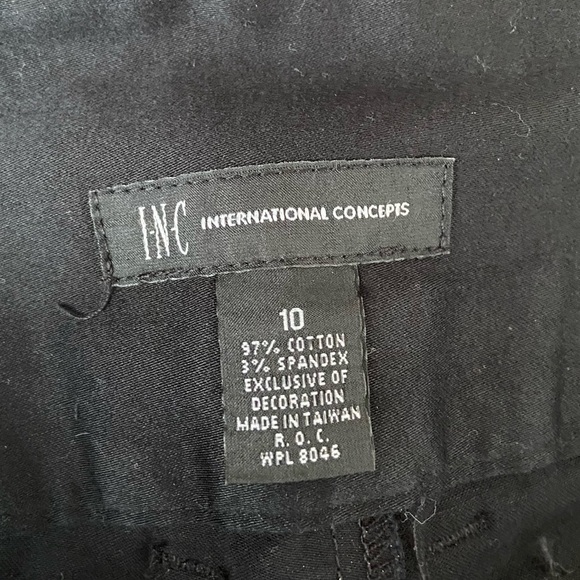 I·N·C INTERNATIONAL CONCEPTS
10
97% COTTON
3% SPANDEX
EXCLUSIVE OF
DECORATION
MADE IN TAIWAN
R. O. C.
WPL 8046